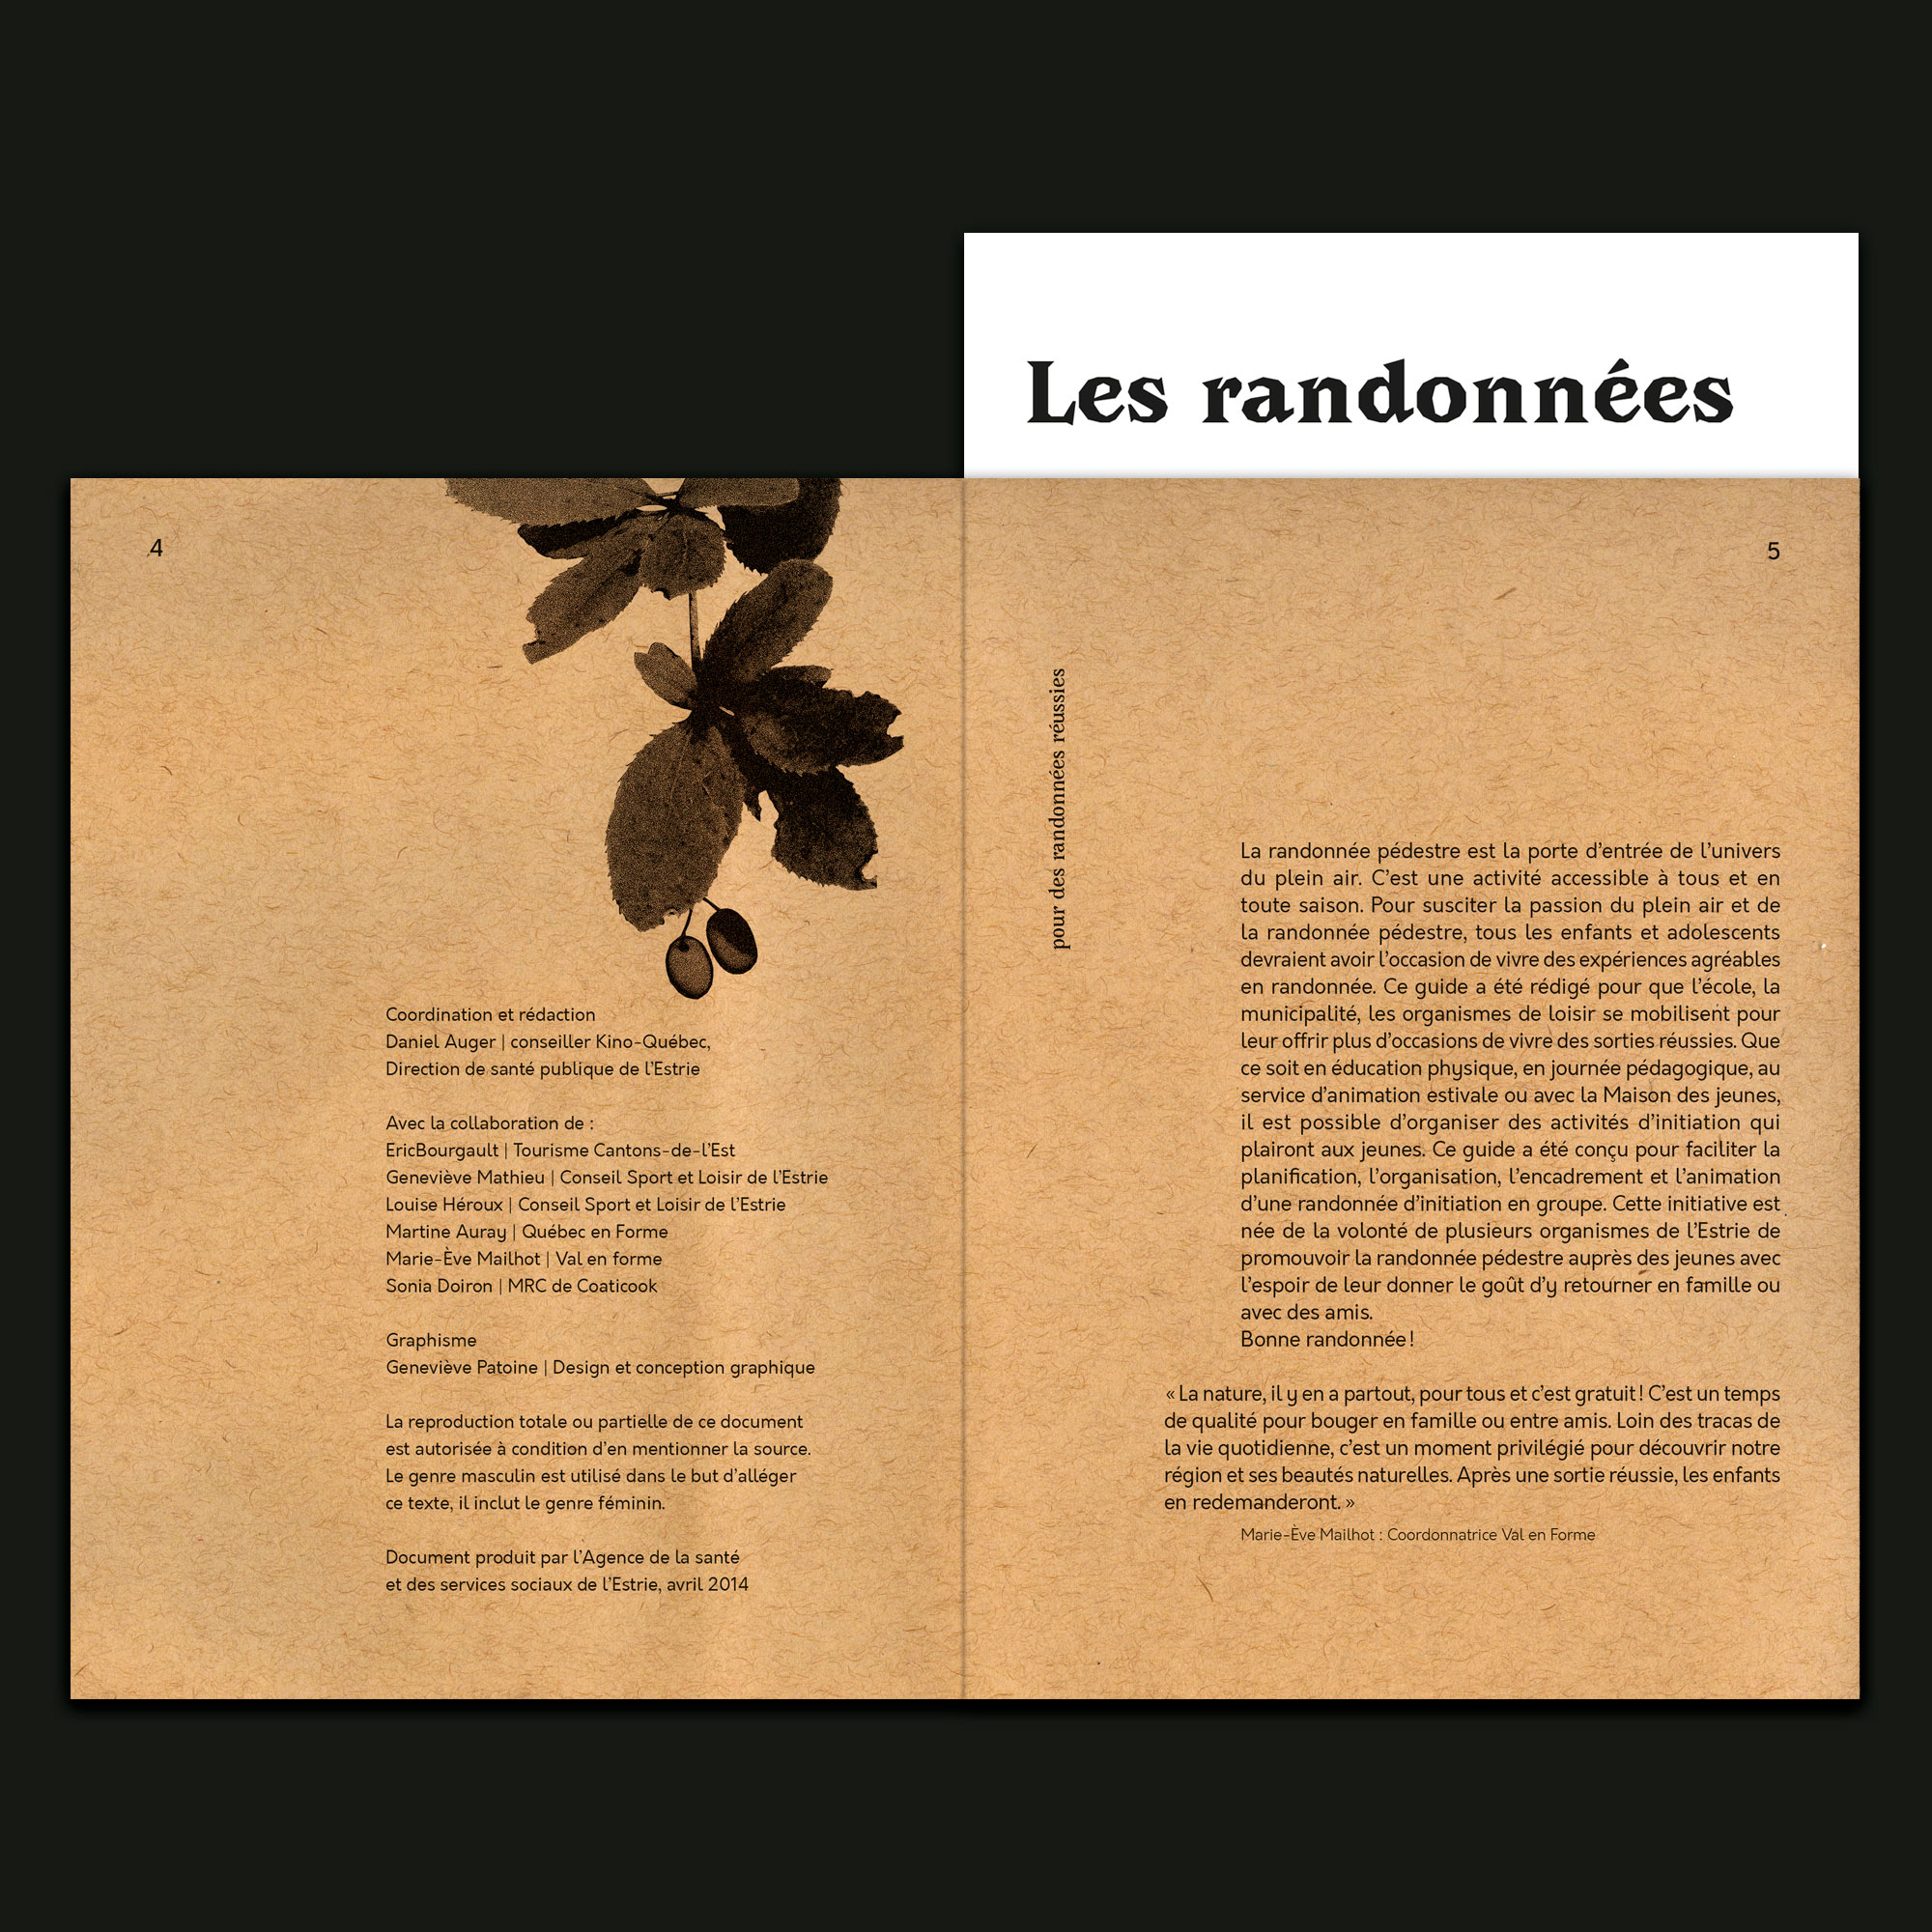 Les randonnées
4
Coordination et rédaction
Daniel Auger | conseiller Kino-Québec,
Direction de santé publique de l'Estrie
Avec la collaboration de :
EricBourgault | Tourisme Cantons-de-l'Est
Geneviève Mathieu | Conseil Sport et Loisir de l'Estrie
Louise Héroux | Conseil Sport et Loisir de l'Estrie
Martine Auray | Québec en Forme
Marie-Ève Mailhot | Val en forme
Sonia Doiron | MRC de Coaticook
Graphisme
Geneviève Patoine | Design et conception graphique
La reproduction totale ou partielle de ce document
est autorisée à condition d'en mentionner la source.
Le genre masculin est utilisé dans le but d'alléger
ce texte, il inclut le genre féminin.
Document produit par l'Agence de la santé
et des services sociaux de l'Estrie, avril 2014
5
pour des randonnées réussies
La randonnée pédestre est la porte d'entrée de l'univers
du plein air. C'est une activité accessible à tous et en
toute saison. Pour susciter la passion du plein air et de
la randonnée pédestre, tous les enfants et adolescents
devraient avoir l'occasion de vivre des expériences agréables
en randonnée. Ce guide a été rédigé pour que l'école, la
municipalité, les organismes de loisir se mobilisent pour
leur offrir plus d'occasions de vivre des sorties réussies. Que
ce soit en éducation physique, en journée pédagogique, au
service d'animation estivale ou avec la Maison des jeunes,
il est possible d'organiser des activités d'initiation qui
plairont aux jeunes. Ce guide a été conçu pour faciliter la
planification, l'organisation, l'encadrement et l'animation
d'une randonnée d'initiation en groupe. Cette initiative est
née de la volonté de plusieurs organismes de l'Estrie de
promouvoir la randonnée pédestre auprès des jeunes avec
l'espoir de leur donner le goût d'y retourner en famille ou
avec des amis.
Bonne randonnée !
« La nature, il y en a partout, pour tous et c'est gratuit ! C'est un temps
de qualité pour bouger en famille ou entre amis. Loin des tracas de
la vie quotidienne, c'est un moment privilégié pour découvrir notre
région et ses beautés naturelles. Après une sortie réussie, les enfants
en redemanderont. »
Marie-Ève Mailhot : Coordonnatrice Val en Forme